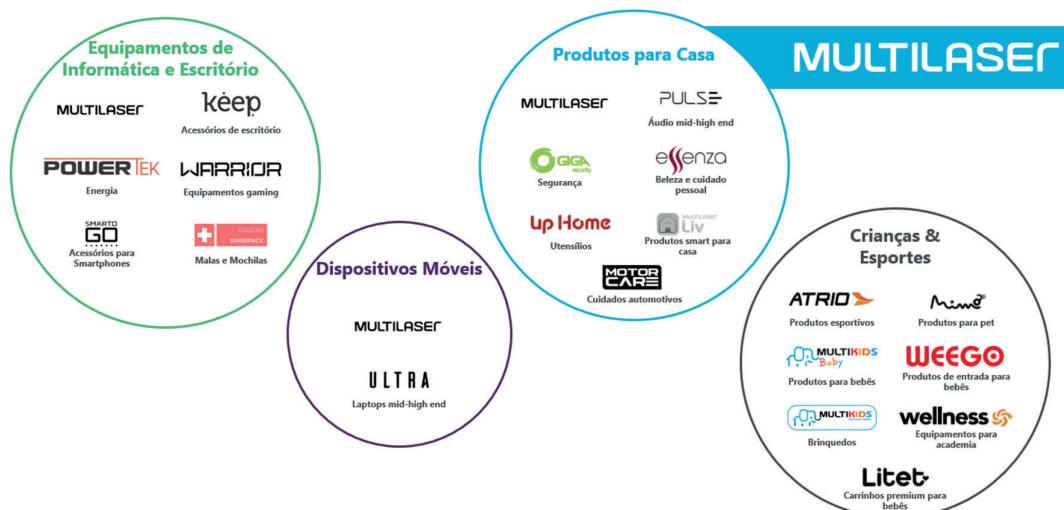 MULTILASER
Equipamentos de
Informática e Escritório
MULTILASER
keep
Acessórios de escritório
POWERTEK
Energia
WARRIOR
Equipamentos gaming
SMARTO
GO
Acessórios para
Smartphones
COLEÇÃO
SWISSPACK
Malas e Mochilas
Dispositivos Móveis
MULTILASER
ULTRA
Laptops mid-high end
Produtos para Casa
MULTILASER
PULSE
Áudio mid-high end
GIGA
security
Segurança
essenza
Beleza e cuidado
pessoal
up Home
Utensílios
MULTILASER
Liv
Produtos smart para
casa
MOTOR
CARE
Cuidados automotivos
Crianças &
Esportes
ATRIO
Produtos esportivos
Mimo
Produtos para pet
MULTIKIDS
Baby
Produtos para bebês
WEEGO
Produtos de entrada para
bebês
MULTIKIDS
Brinquedos
wellness
Equipamentos para
academia
Litet
Carrinhos premium para
bebês